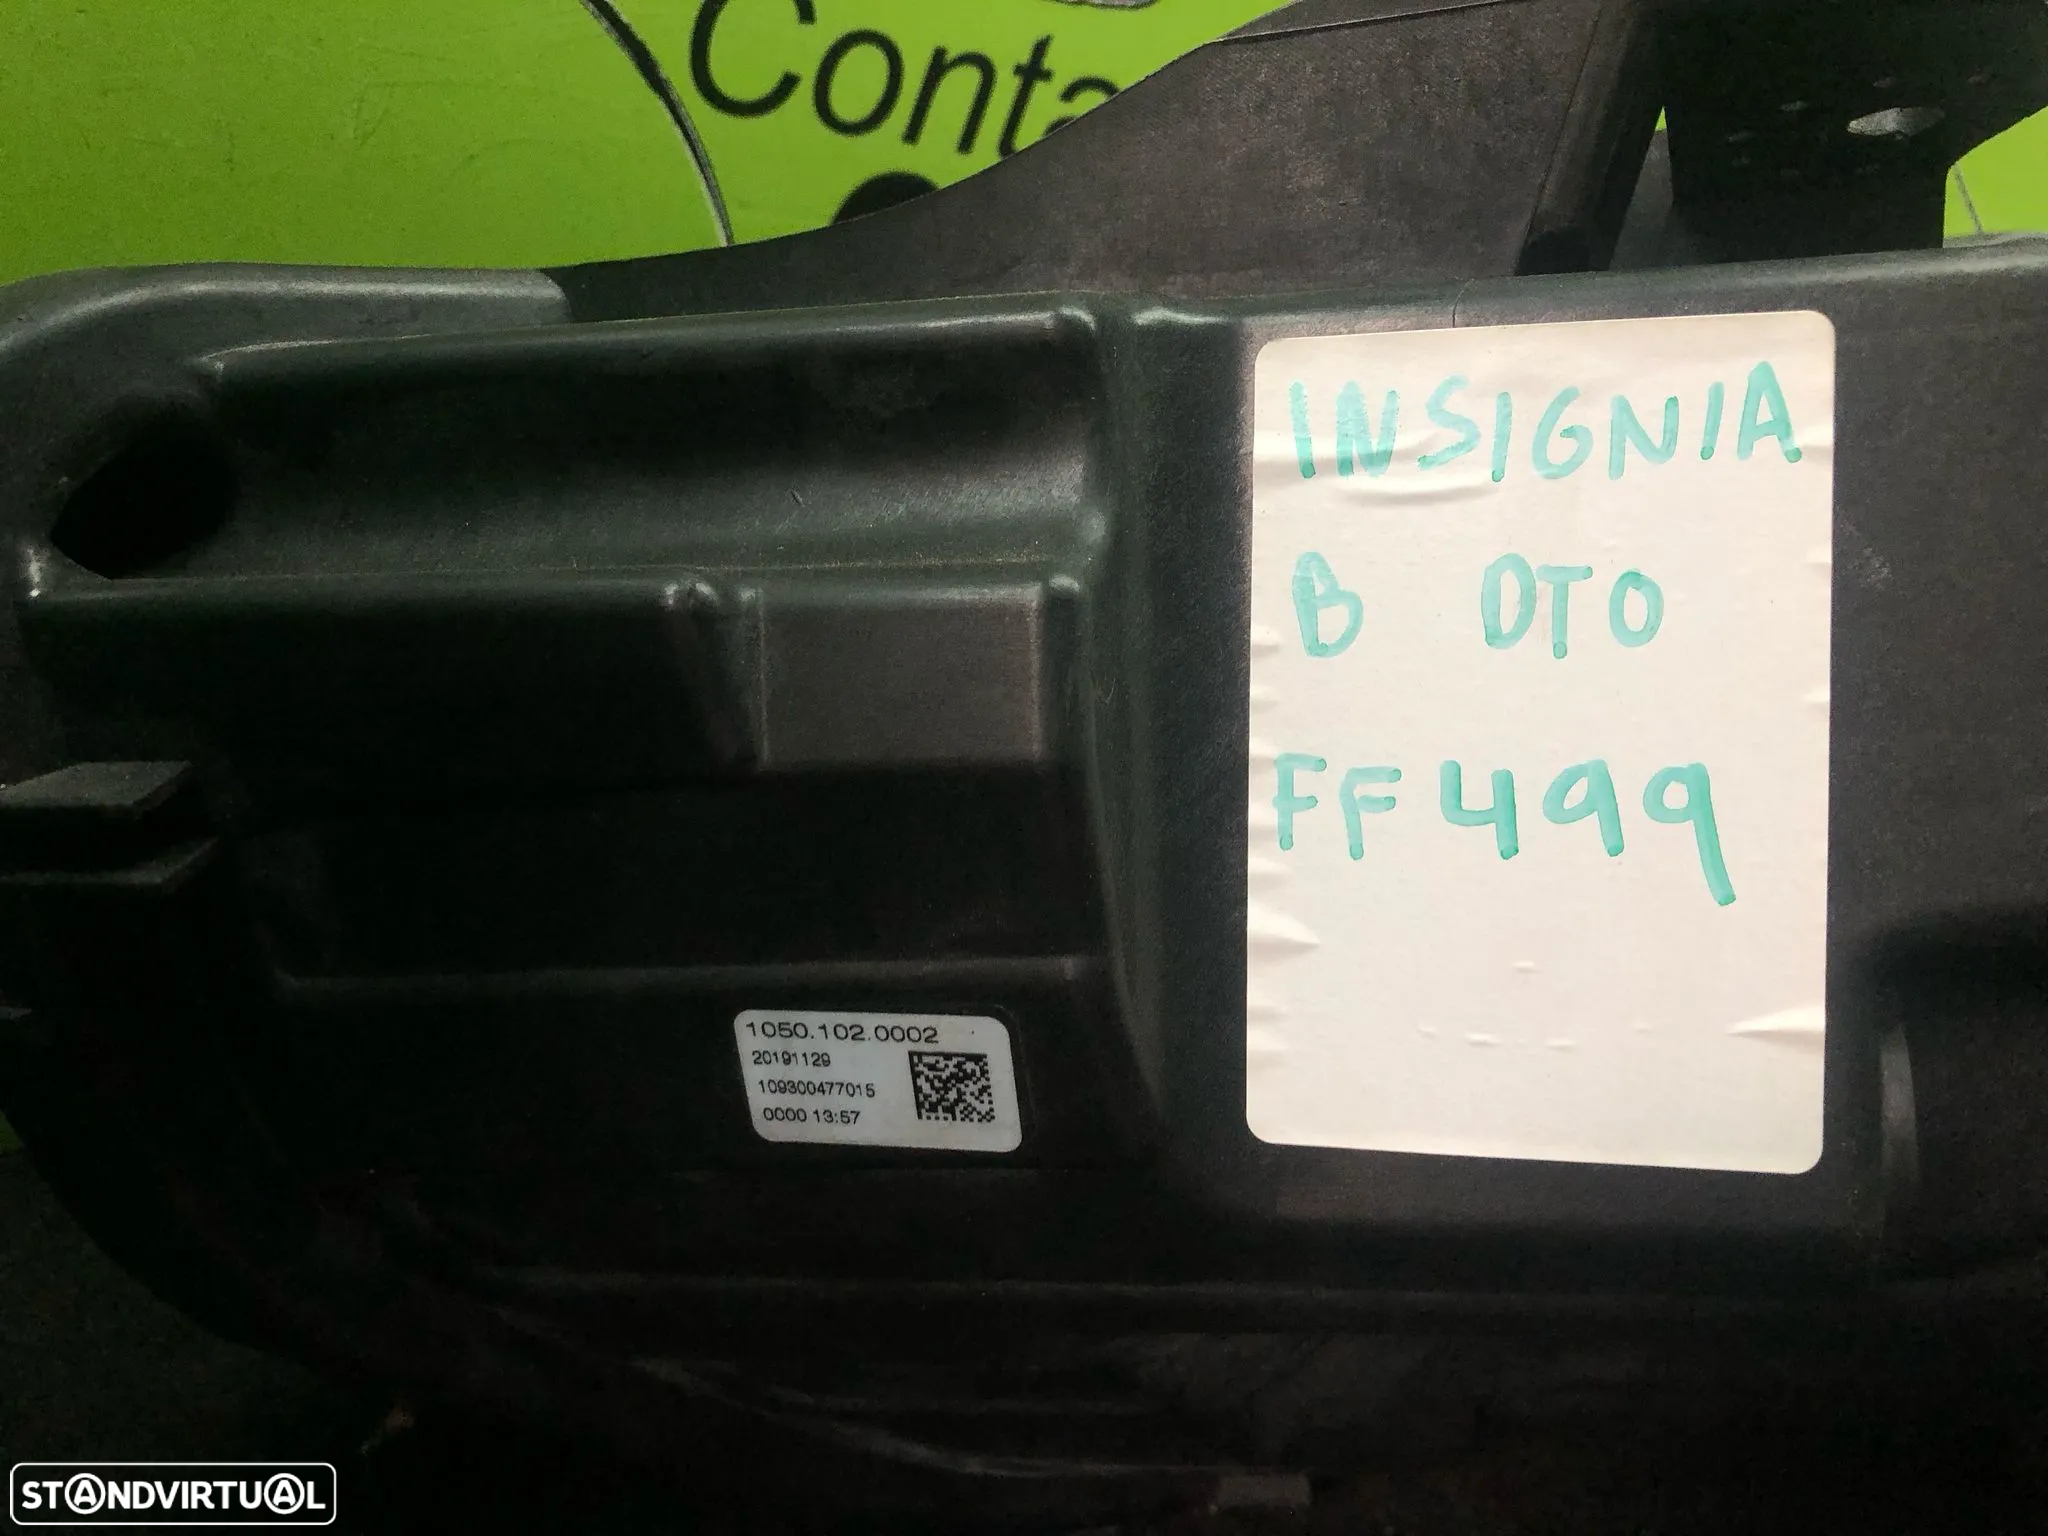 Conta
INSIGNIA
B DTO
FF499
1050.102.0002
20191129
109300477015
0000 13:57
STANDVIRTUAL